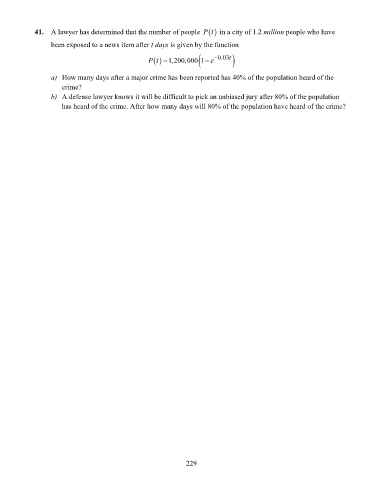 41. A lawyer has determined that the number of people P(t) in a city of 1.2 million people who have
been exposed to a news item after t days is given by the function
P(t) = 1,200,000(1 − e^−0.03t)
a) How many days after a major crime has been reported has 40% of the population heard of the
crime?
b) A defense lawyer knows it will be difficult to pick an unbiased jury after 80% of the population
has heard of the crime. After how many days will 80% of the population have heard of the crime?
229